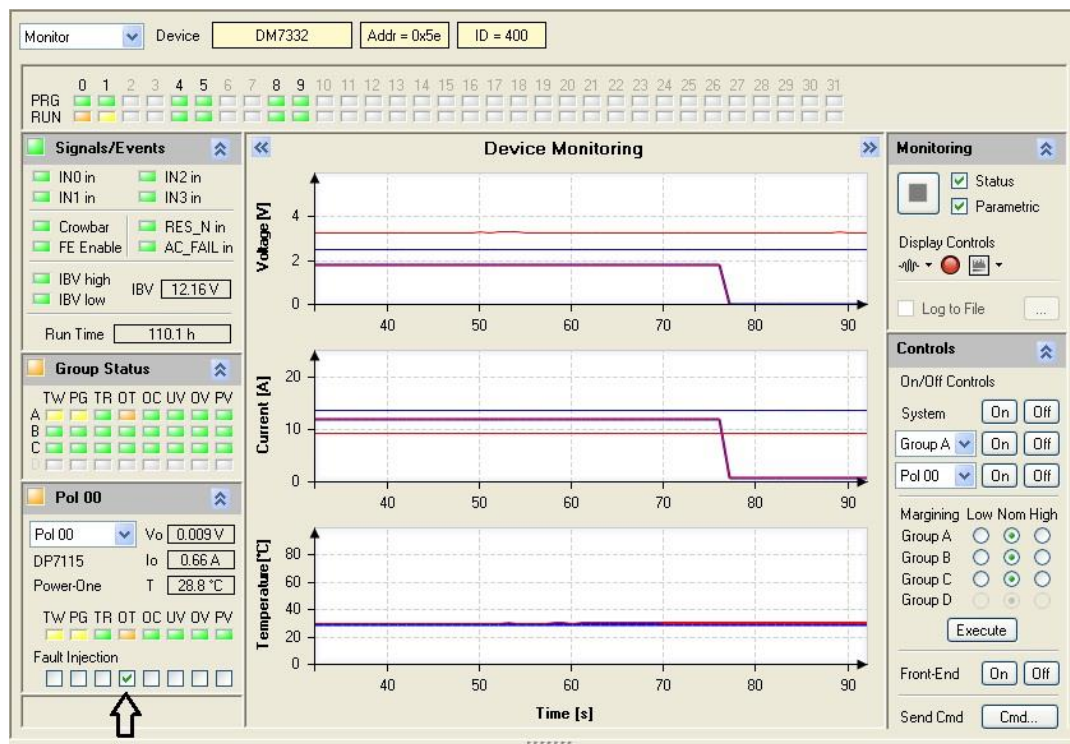 Monitor Device DM7332 Addr = 0x5e ID = 400
0 1 2 3 4 5 6 7 8 9 10 11 12 13 14 15 16 17 18 19 20 21 22 23 24 25 26 27 28 29 30 31
PRG
RUN
Signals/Events
IN0 in IN2 in
IN1 in IN3 in
Crowbar RES_N in
FE Enable AC_FAIL in
IBV high
IBV low
IBV 12.16 V
Run Time 110.1 h
Group Status
TW PG TR OT OC UV OV PV
A
B
C
D
Pol 00
Pol 00 Vo 0.009 V
DP7115 Io 0.66 A
Power-One T 28.8 °C
TW PG TR OT OC UV OV PV
Fault Injection
Device Monitoring
Voltage [V]
4
2
0
40 50 60 70 80 90
Current [A]
20
10
0
40 50 60 70 80 90
Temperature [°C]
80
60
40
20
0
40 50 60 70 80 90
Time [s]
Monitoring
Status
Parametric
Display Controls
Log to File ...
Controls
On/Off Controls
System On Off
Group A On Off
Pol 00 On Off
Margining Low Nom High
Group A
Group B
Group C
Group D
Execute
Front-End On Off
Send Cmd Cmd...